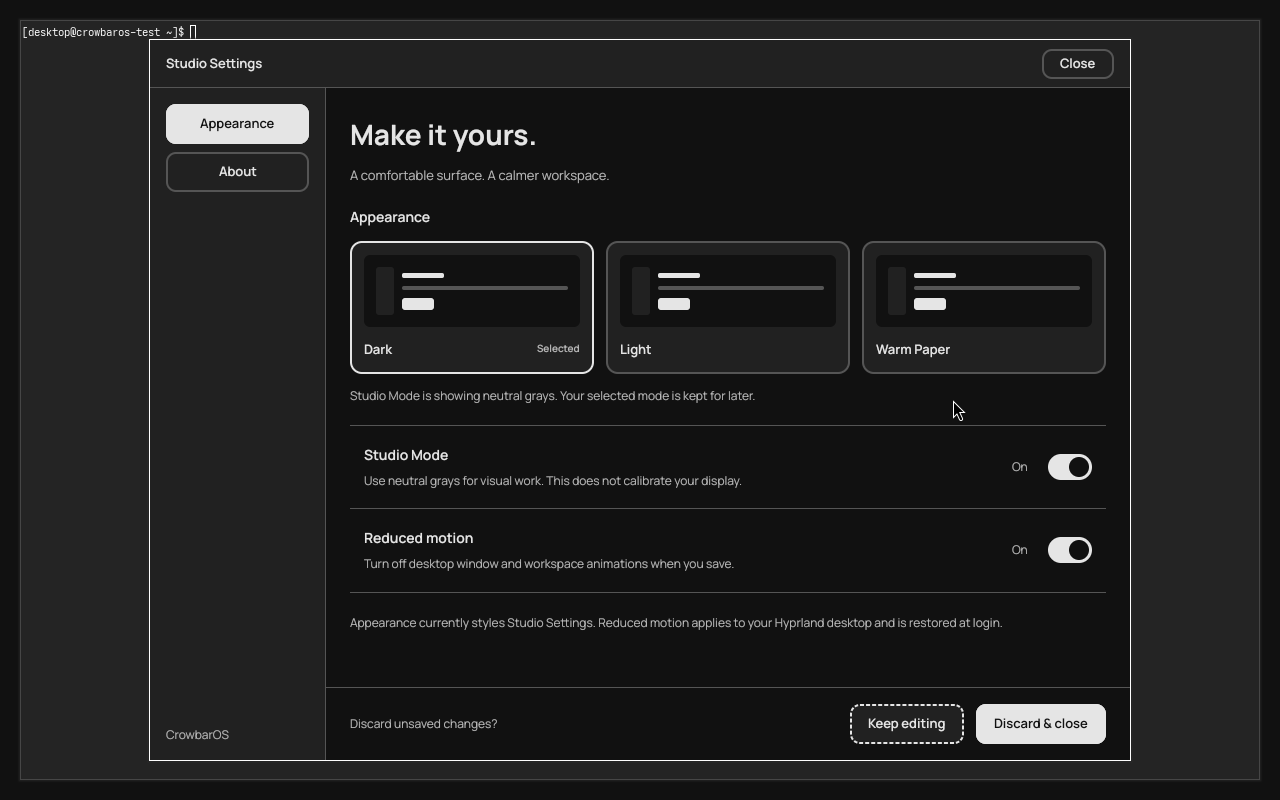 [desktop@crowbaros-test ~]$
Studio Settings
Close
Appearance
About
Make it yours.
A comfortable surface. A calmer workspace.
Appearance
Dark
Selected
Light
Warm Paper
Studio Mode is showing neutral grays. Your selected mode is kept for later.
Studio Mode
Use neutral grays for visual work. This does not calibrate your display.
On
Reduced motion
Turn off desktop window and workspace animations when you save.
On
Appearance currently styles Studio Settings. Reduced motion applies to your Hyprland desktop and is restored at login.
CrowbarOS
Discard unsaved changes?
Keep editing
Discard & close